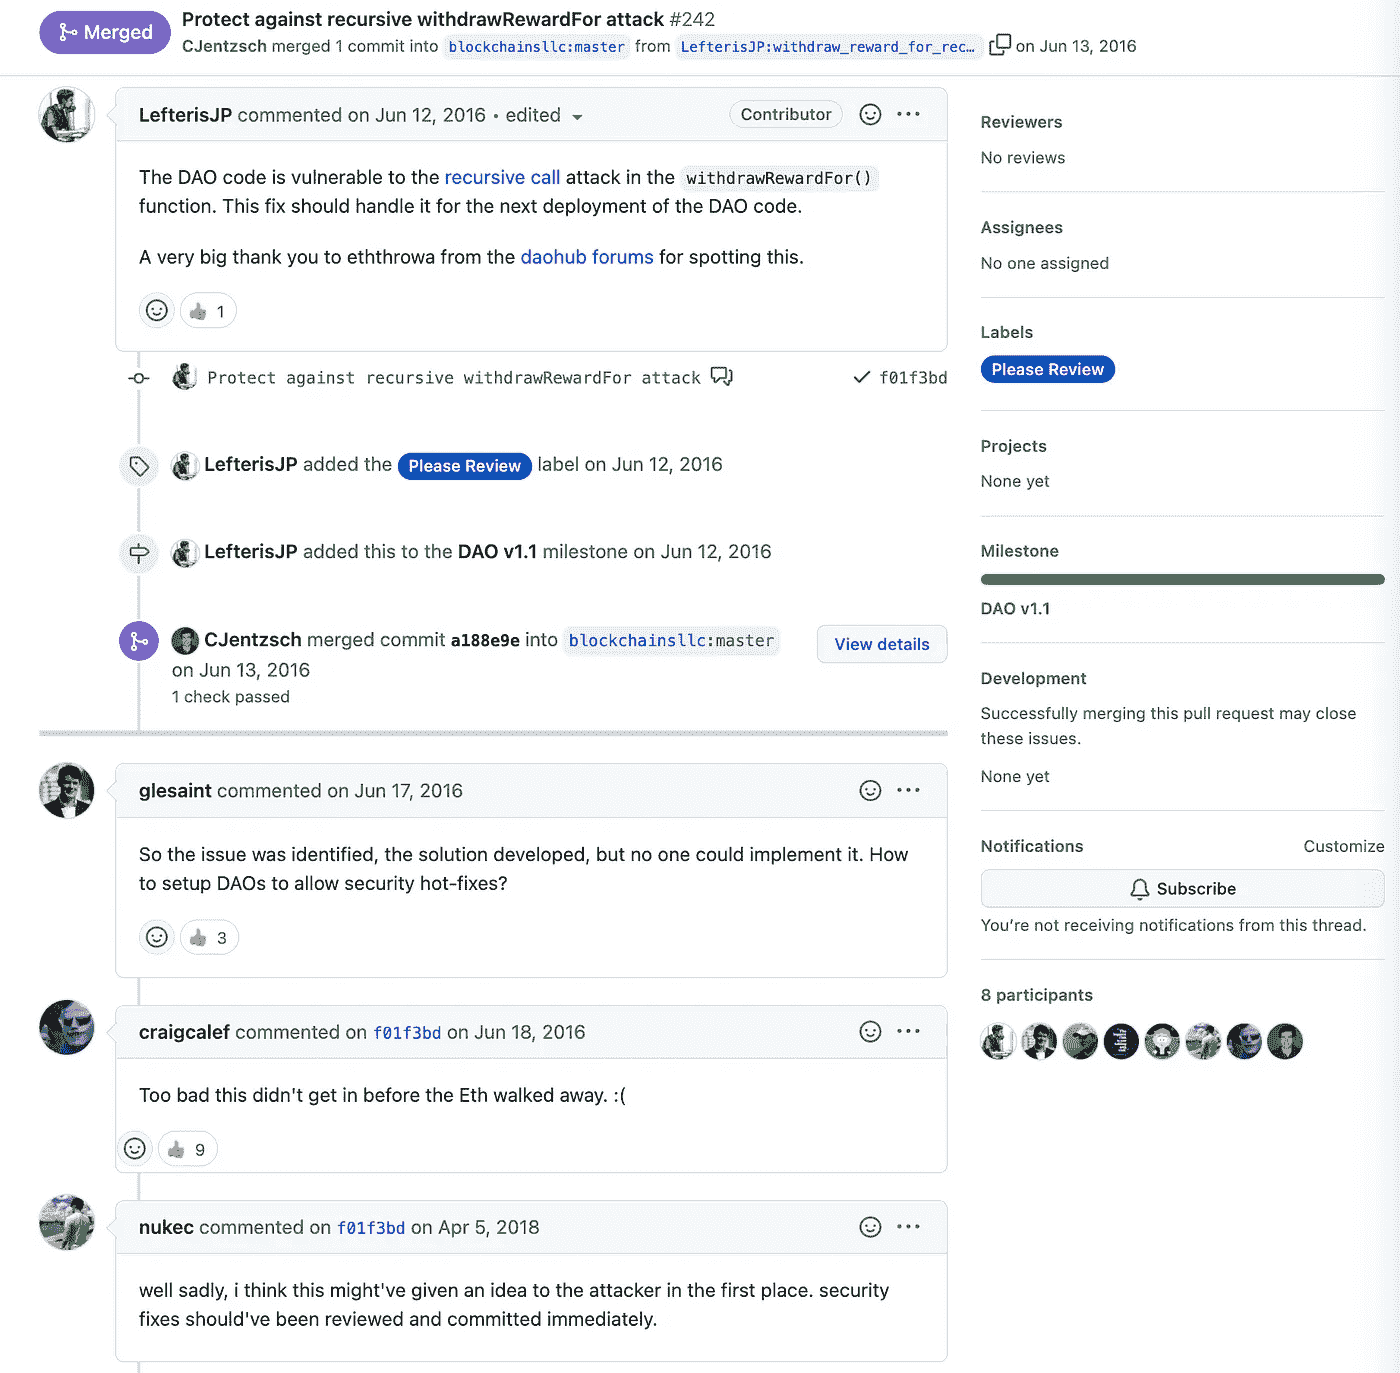 Merged
Protect against recursive withdrawRewardFor attack #242
CJentzsch merged 1 commit into blockchainsllc:master from LefterisJP:withdraw_reward_for_rec… on Jun 13, 2016
LefterisJP commented on Jun 12, 2016 • edited
Contributor
The DAO code is vulnerable to the recursive call attack in the withdrawRewardFor()
function. This fix should handle it for the next deployment of the DAO code.
A very big thank you to eththrowa from the daohub forums for spotting this.
1
Protect against recursive withdrawRewardFor attack
f01f3bd
LefterisJP added the Please Review label on Jun 12, 2016
LefterisJP added this to the DAO v1.1 milestone on Jun 12, 2016
CJentzsch merged commit a188e9e into blockchainsllc:master
on Jun 13, 2016
1 check passed
View details
glesaint commented on Jun 17, 2016
So the issue was identified, the solution developed, but no one could implement it. How
to setup DAOs to allow security hot-fixes?
3
craigcalef commented on f01f3bd on Jun 18, 2016
Too bad this didn't get in before the Eth walked away. :(
9
nukec commented on f01f3bd on Apr 5, 2018
well sadly, i think this might've given an idea to the attacker in the first place. security
fixes should've been reviewed and committed immediately.
Reviewers
No reviews
Assignees
No one assigned
Labels
Please Review
Projects
None yet
Milestone
DAO v1.1
Development
Successfully merging this pull request may close
these issues.
None yet
Notifications
Customize
Subscribe
You’re not receiving notifications from this thread.
8 participants